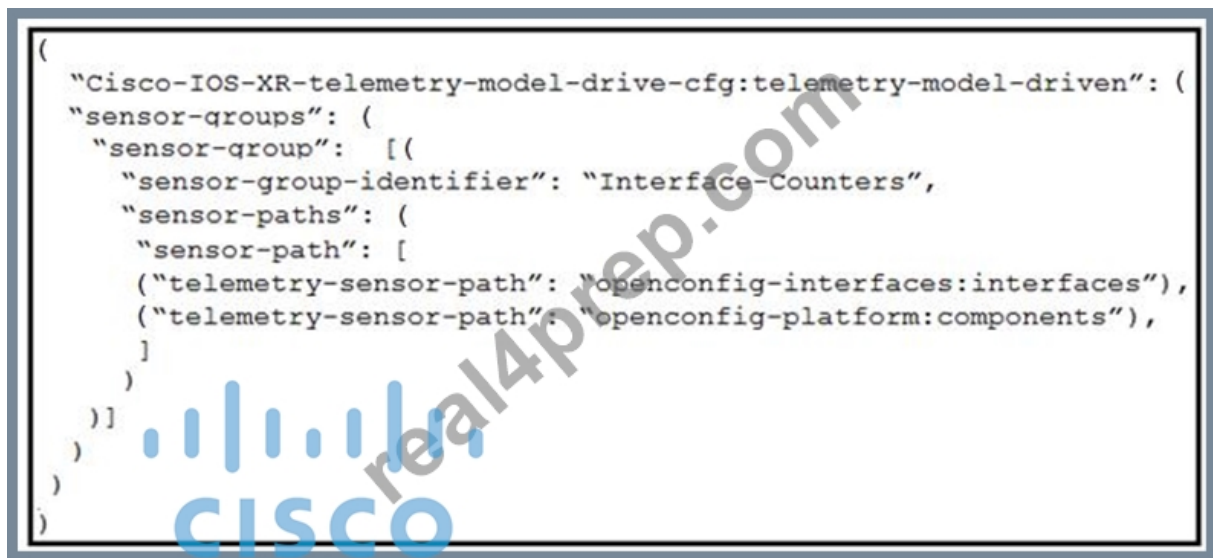 (
"Cisco-IOS-XR-telemetry-model-drive-cfg:telemetry-model-driven": (
"sensor-groups": (
"sensor-group": [(
"sensor-group-identifier": "Interface-Counters",
"sensor-paths": (
"sensor-path": [
("telemetry-sensor-path": "openconfig-interfaces:interfaces"),
("telemetry-sensor-path": "openconfig-platform:components"),
]
)
)]
)
)
)
real4prep.com
CISCO